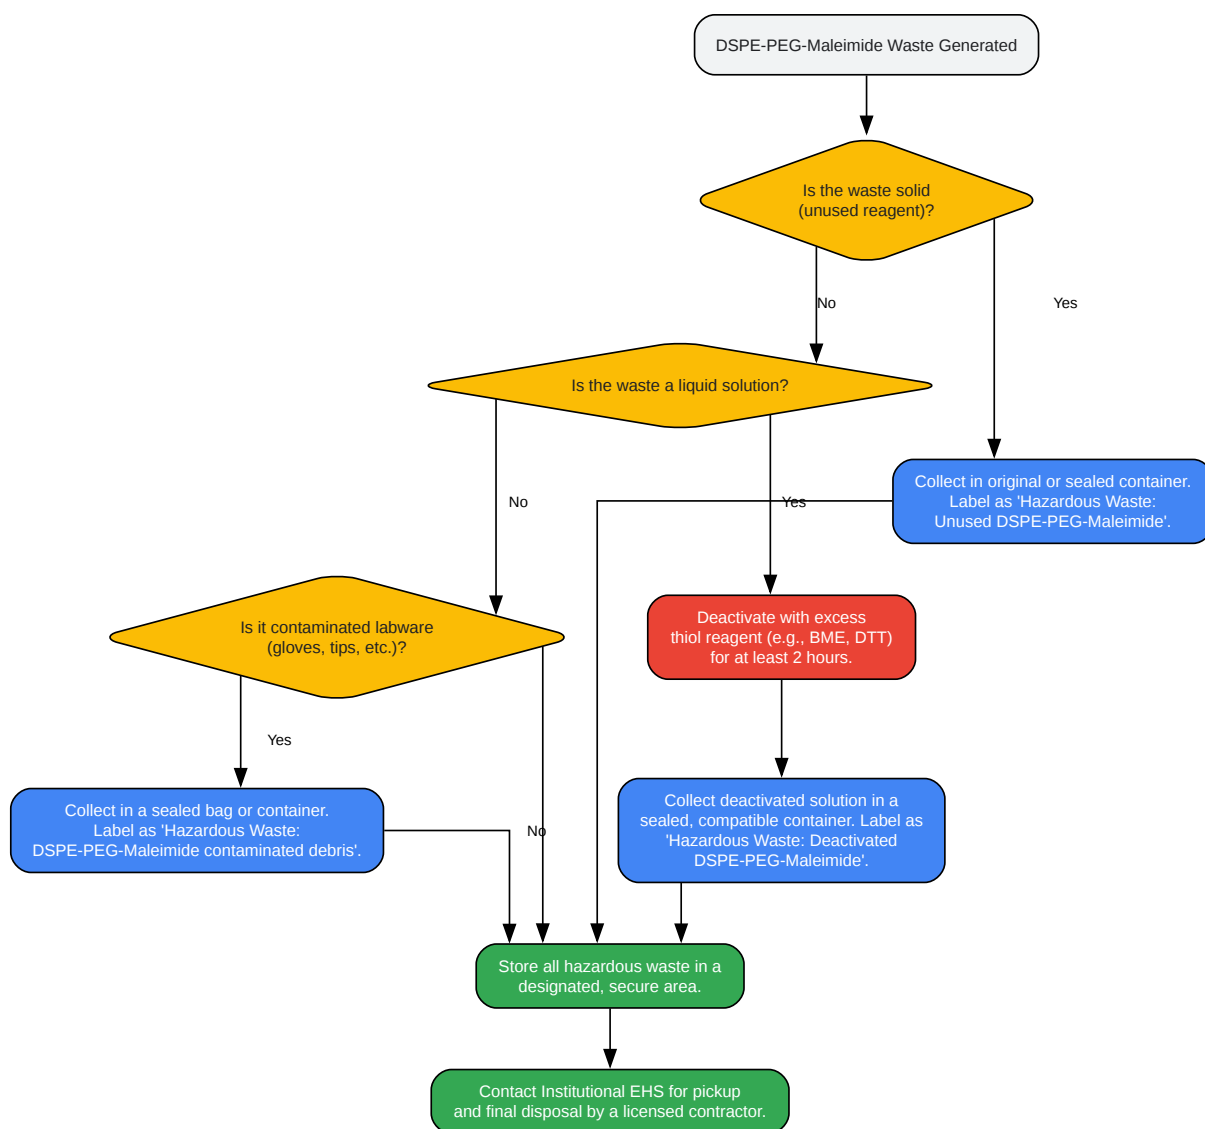 DSPE-PEG-Maleimide Waste Generated
Is the waste solid
(unused reagent)?
No
Yes
Is the waste a liquid solution?
No
Yes
Collect in original or sealed container.
Label as 'Hazardous Waste:
Unused DSPE-PEG-Maleimide'.
Is it contaminated labware
(gloves, tips, etc.)?
Deactivate with excess
thiol reagent (e.g., BME, DTT)
for at least 2 hours.
Yes
No
Collect in a sealed bag or container.
Label as 'Hazardous Waste:
DSPE-PEG-Maleimide contaminated debris'.
Collect deactivated solution in a
sealed, compatible container. Label as
'Hazardous Waste: Deactivated
DSPE-PEG-Maleimide'.
Store all hazardous waste in a
designated, secure area.
Contact Institutional EHS for pickup
and final disposal by a licensed contractor.